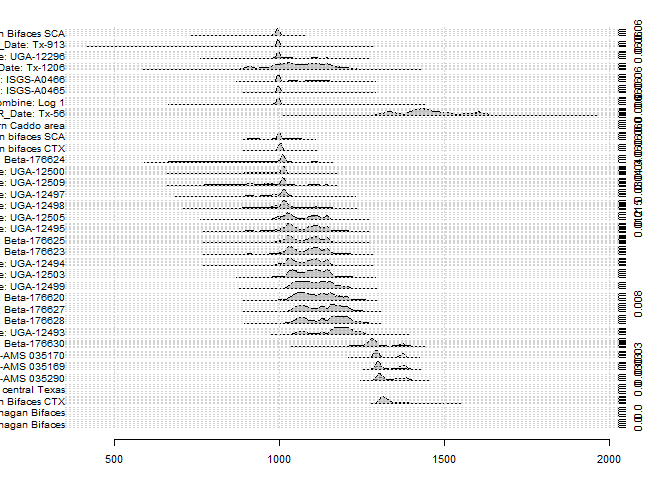 n Bifaces SCA
_Date: Tx-913
e: UGA-12296
Date: Tx-1206
: ISGS-A0466
: ISGS-A0465
ombine: Log 1
R_Date: Tx-56
rn Caddo area
n bifaces SCA
n bifaces CTX
Beta-176624
e: UGA-12500
e: UGA-12509
e: UGA-12497
e: UGA-12498
e: UGA-12505
e: UGA-12495
Beta-176625
Beta-176623
e: UGA-12494
e: UGA-12503
e: UGA-12499
Beta-176620
Beta-176627
Beta-176628
e: UGA-12493
Beta-176630
-AMS 035170
-AMS 035169
-AMS 035290
central Texas
n Bifaces CTX
nagan Bifaces
nagan Bifaces
0.008
500 1000 1500 2000